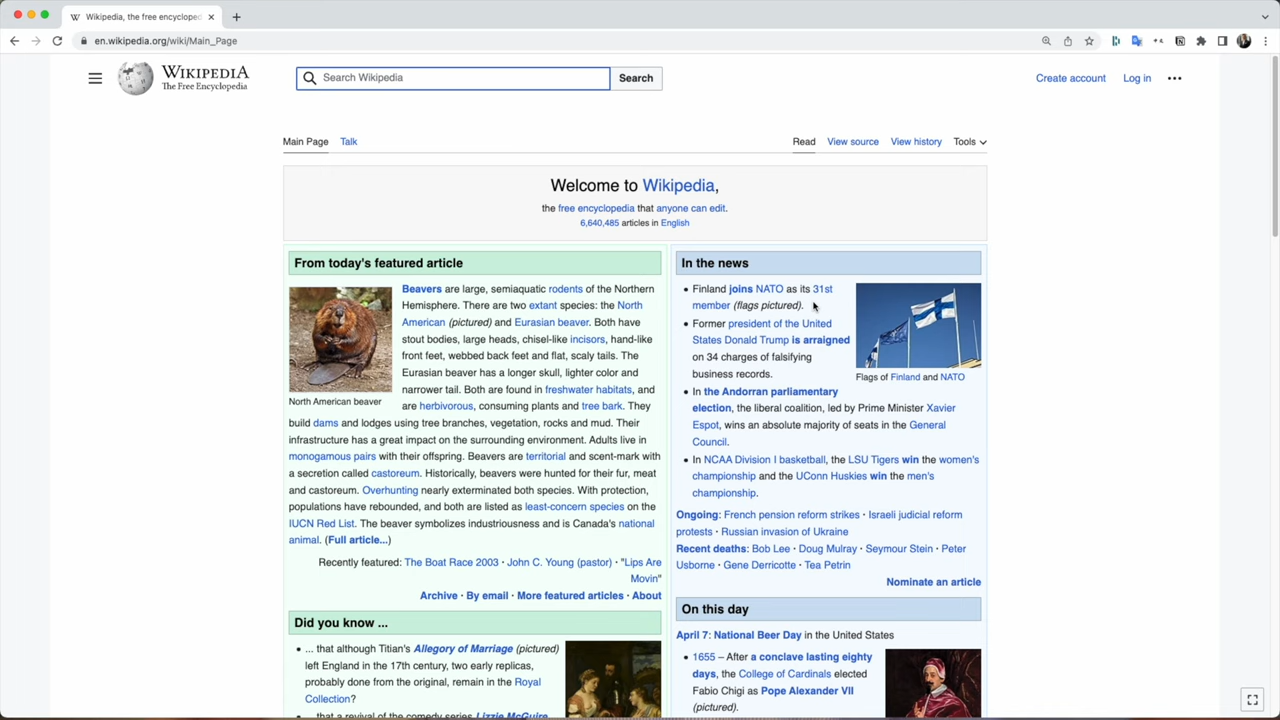 Wikipedia, the free encycloped
en.wikipedia.org/wiki/Main_Page
WIKIPEDIA
The Free Encyclopedia
Search Wikipedia
Search
Create account
Log in
Main Page
Talk
Read
View source
View history
Tools
Welcome to Wikipedia,
the free encyclopedia that anyone can edit.
6,640,485 articles in English
From today's featured article
Beavers are large, semiaquatic rodents of the Northern
Hemisphere. There are two extant species: the North
American (pictured) and Eurasian beaver. Both have
stout bodies, large heads, chisel-like incisors, hand-like
front feet, webbed back feet and flat, scaly tails. The
Eurasian beaver has a longer skull, lighter color and
narrower tail. Both are found in freshwater habitats, and
North American beaver
are herbivorous, consuming plants and tree bark. They
build dams and lodges using tree branches, vegetation, rocks and mud. Their
infrastructure has a great impact on the surrounding environment. Adults live in
monogamous pairs with their offspring. Beavers are territorial and scent-mark with
a secretion called castoreum. Historically, beavers were hunted for their fur, meat
and castoreum. Overhunting nearly exterminated both species. With protection,
populations have rebounded, and both are listed as least-concern species on the
IUCN Red List. The beaver symbolizes industriousness and is Canada's national
animal. (Full article...)
Recently featured: The Boat Race 2003 · John C. Young (pastor) · "Lips Are
Movin"
Archive · By email · More featured articles · About
Did you know ...
... that although Titian's Allegory of Marriage (pictured)
left England in the 17th century, two early replicas,
probably done from the original, remain in the Royal
Collection?
... that a revival of the comedy series Lizzie McGuire
In the news
Finland joins NATO as its 31st
member (flags pictured).
Former president of the United
States Donald Trump is arraigned
on 34 charges of falsifying
business records.
Flags of Finland and NATO
In the Andorran parliamentary
election, the liberal coalition, led by Prime Minister Xavier
Espot, wins an absolute majority of seats in the General
Council.
In NCAA Division I basketball, the LSU Tigers win the women's
championship and the UConn Huskies win the men's
championship.
Ongoing: French pension reform strikes · Israeli judicial reform
protests · Russian invasion of Ukraine
Recent deaths: Bob Lee · Doug Mulray · Seymour Stein · Peter
Usborne · Gene Derricotte · Tea Petrin
Nominate an article
On this day
April 7: National Beer Day in the United States
1655 – After a conclave lasting eighty
days, the College of Cardinals elected
Fabio Chigi as Pope Alexander VII
(pictured).